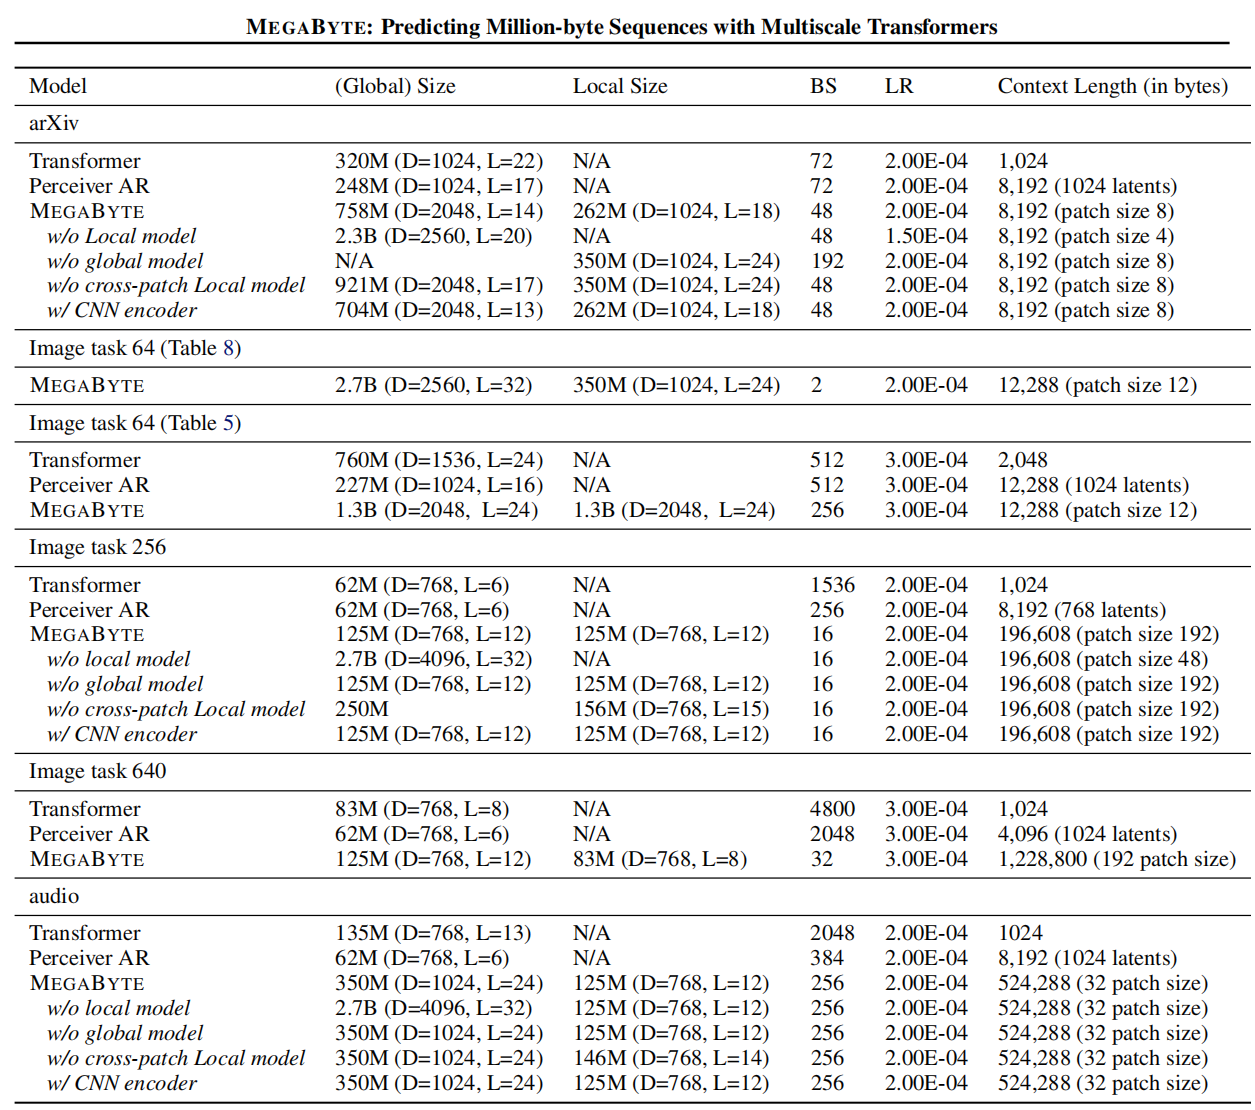 MEGABYTE: Predicting Million-byte Sequences with Multiscale Transformers
Model (Global) Size Local Size BS LR Context Length (in bytes)
arXiv
Transformer 320M (D=1024, L=22) N/A 72 2.00E-04 1,024
Perceiver AR 248M (D=1024, L=17) N/A 72 2.00E-04 8,192 (1024 latents)
MEGABYTE 758M (D=2048, L=14) 262M (D=1024, L=18) 48 2.00E-04 8,192 (patch size 8)
w/o Local model 2.3B (D=2560, L=20) N/A 48 1.50E-04 8,192 (patch size 4)
w/o global model N/A 350M (D=1024, L=24) 192 2.00E-04 8,192 (patch size 8)
w/o cross-patch Local model 921M (D=2048, L=17) 350M (D=1024, L=24) 48 2.00E-04 8,192 (patch size 8)
w/ CNN encoder 704M (D=2048, L=13) 262M (D=1024, L=18) 48 2.00E-04 8,192 (patch size 8)
Image task 64 (Table 8)
MEGABYTE 2.7B (D=2560, L=32) 350M (D=1024, L=24) 2 2.00E-04 12,288 (patch size 12)
Image task 64 (Table 5)
Transformer 760M (D=1536, L=24) N/A 512 3.00E-04 2,048
Perceiver AR 227M (D=1024, L=16) N/A 512 3.00E-04 12,288 (1024 latents)
MEGABYTE 1.3B (D=2048, L=24) 1.3B (D=2048, L=24) 256 3.00E-04 12,288 (patch size 12)
Image task 256
Transformer 62M (D=768, L=6) N/A 1536 2.00E-04 1,024
Perceiver AR 62M (D=768, L=6) N/A 256 2.00E-04 8,192 (768 latents)
MEGABYTE 125M (D=768, L=12) 125M (D=768, L=12) 16 2.00E-04 196,608 (patch size 192)
w/o local model 2.7B (D=4096, L=32) N/A 16 2.00E-04 196,608 (patch size 48)
w/o global model 125M (D=768, L=12) 125M (D=768, L=12) 16 2.00E-04 196,608 (patch size 192)
w/o cross-patch Local model 250M 156M (D=768, L=15) 16 2.00E-04 196,608 (patch size 192)
w/ CNN encoder 125M (D=768, L=12) 125M (D=768, L=12) 16 2.00E-04 196,608 (patch size 192)
Image task 640
Transformer 83M (D=768, L=8) N/A 4800 3.00E-04 1,024
Perceiver AR 62M (D=768, L=6) N/A 2048 3.00E-04 4,096 (1024 latents)
MEGABYTE 125M (D=768, L=12) 83M (D=768, L=8) 32 3.00E-04 1,228,800 (192 patch size)
audio
Transformer 135M (D=768, L=13) N/A 2048 2.00E-04 1024
Perceiver AR 62M (D=768, L=6) N/A 384 2.00E-04 8,192 (1024 latents)
MEGABYTE 350M (D=1024, L=24) 125M (D=768, L=12) 256 2.00E-04 524,288 (32 patch size)
w/o local model 2.7B (D=4096, L=32) 125M (D=768, L=12) 256 2.00E-04 524,288 (32 patch size)
w/o global model 350M (D=1024, L=24) 125M (D=768, L=12) 256 2.00E-04 524,288 (32 patch size)
w/o cross-patch Local model 350M (D=1024, L=24) 146M (D=768, L=14) 256 2.00E-04 524,288 (32 patch size)
w/ CNN encoder 350M (D=1024, L=24) 125M (D=768, L=12) 256 2.00E-04 524,288 (32 patch size)